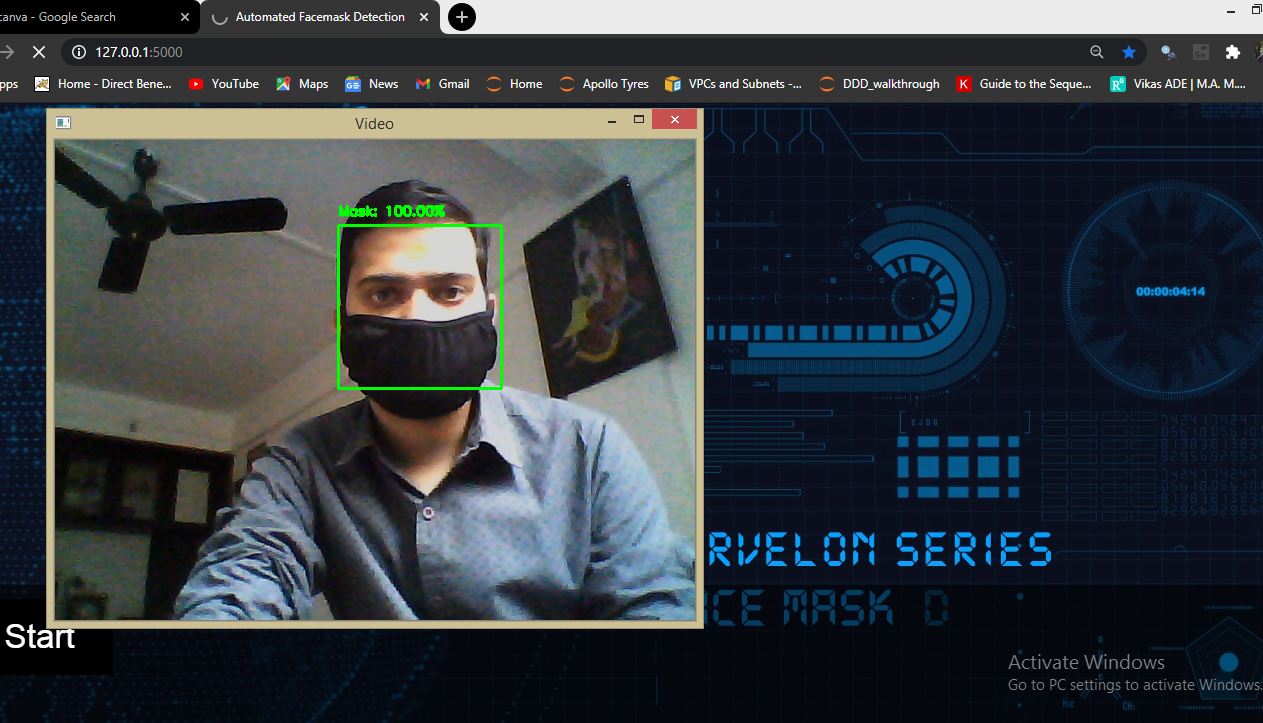 canva - Google Search
Automated Facemask Detection
127.0.0.1:5000
pps
Home - Direct Bene...
YouTube
Maps
News
Gmail
Home
Apollo Tyres
VPCs and Subnets -...
DDD_walkthrough
Guide to the Seque...
Vikas ADE | M.A. M....
Video
Mask: 100.00%
00:00:04:14
RVELON SERIES
CE MASK D
Start
Activate Windows
Go to PC settings to activate Windows.